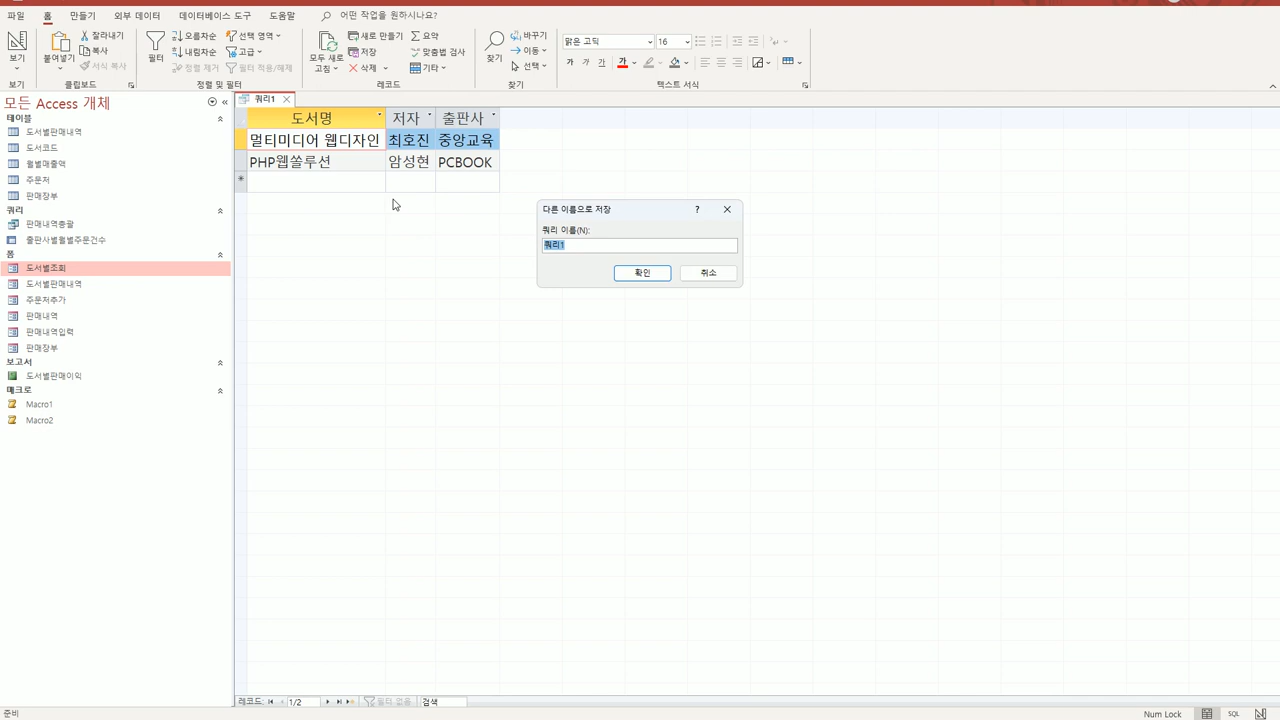 파일 홈 만들기 외부 데이터 데이터베이스 도구 도움말 어떤 작업을 원하시나요?
보기
보기
붙여넣기
잘라내기
복사
서식 복사
클립보드
필터
오름차순
내림차순
정렬 제거
선택 영역
고급
필터 적용/해제
정렬 및 필터
모두 새로
고침
새로 만들기
저장
삭제
요약
맞춤법 검사
기타
레코드
찾기
바꾸기
이동
선택
찾기
맑은 고딕 16
가 가 가 가
텍스트 서식
모든 Access 개체
테이블
도서별판매내역
도서코드
월별매출액
주문저
판매장부
쿼리
판매내역총괄
출판사별월별주문건수
폼
도서별조회
도서별판매내역
주문저추가
판매내역
판매내역입력
판매장부
보고서
도서별판매이익
매크로
Macro1
Macro2
쿼리1
도서명 저자 출판사
멀티미디어 웹디자인 최호진 중앙교육
PHP웹쏠루션 암성현 PCBOOK
다른 이름으로 저장 ?
쿼리 이름(N):
쿼리1
확인 취소
레코드: 1/2 필터 없음 검색
준비 Num Lock SQL